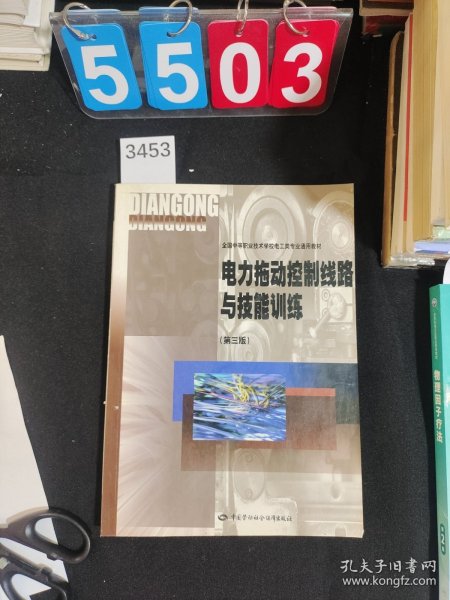 5503
3453
DIANGONG
DIANGONG
全国中等职业技术学校电工类专业通用教材
电力拖动控制线路
与技能训练
(第三版)
中国劳动社会保障出版社
物理因子疗法
孔夫子旧书网
www.kongfz.com